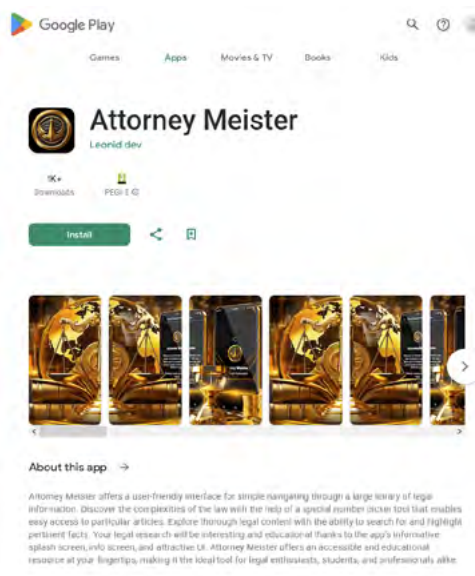 Google Play
Games Apps Movies & TV Books Kids
Attorney Meister
Leonid dev
1K+
Downloads PEGI 3
Install
About this app →
Attorney Meister offers a user-friendly interface for simple navigating through a large library of legal
information. Discover the complexities of the law with the help of a special number picker tool that enables
easy access to particular articles. Explore thorough legal content with the ability to search for and highlight
pertinent facts. Your legal research will be interesting and educational thanks to the app's informative
splash screen, info screen, and attractive UI. Attorney Meister offers an accessible and educational
resource at your fingertips, making it the ideal tool for legal enthusiasts, students, and professionals alike.